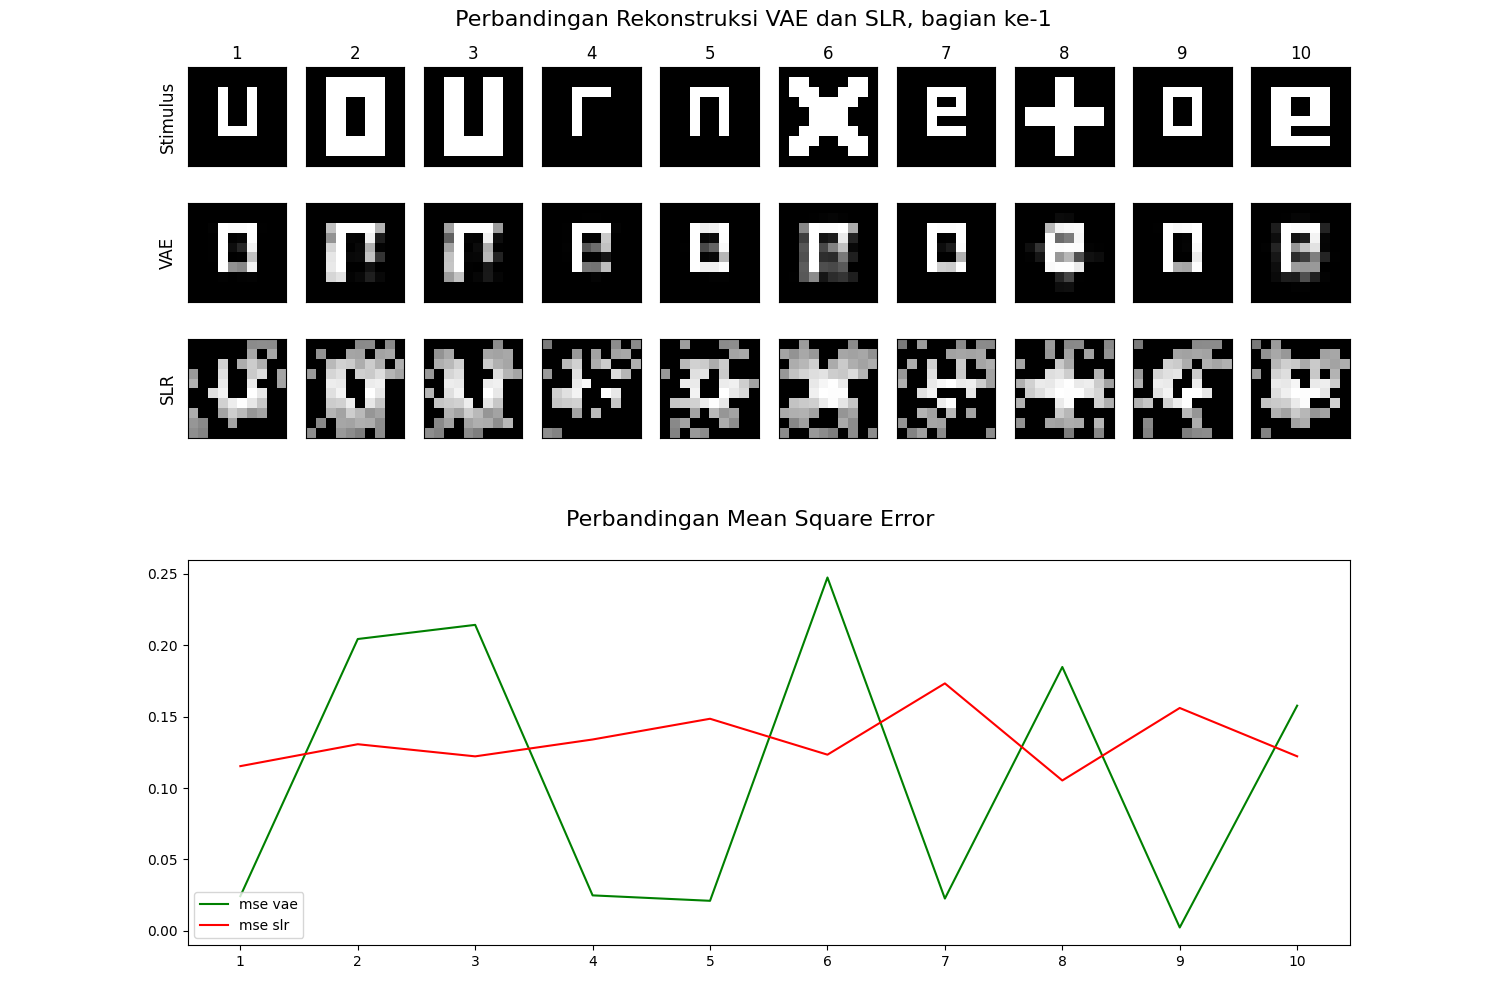 Perbandingan Rekonstruksi VAE dan SLR, bagian ke-1
1 2 3 4 5 6 7 8 9 10
Stimulus
u o u r n x e + o e
VAE
SLR
Perbandingan Mean Square Error
0.25
0.20
0.15
0.10
0.05
0.00
mse vae
mse slr
1 2 3 4 5 6 7 8 9 10